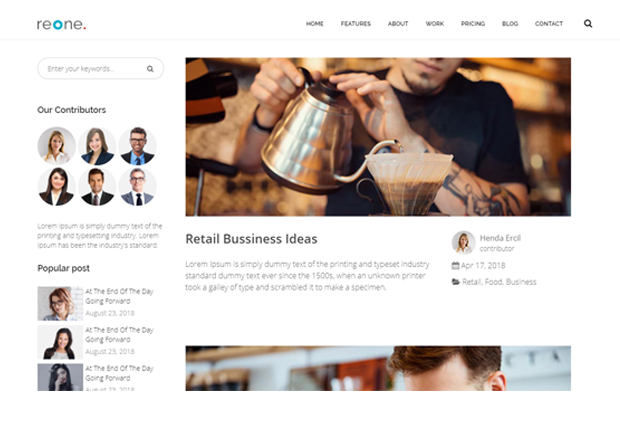 reone.
HOME FEATURES ABOUT WORK PRICING BLOG CONTACT
Enter your keywords...
Our Contributors
Lorem Ipsum is simply dummy text of the
printing and typesetting industry. Lorem
Ipsum has been the industry's standard.
Popular post
At The End Of The Day
Going Forward
August 23, 2018
At The End Of The Day
Going Forward
August 23, 2018
At The End Of The Day
Going Forward
August 23, 2018
Retail Bussiness Ideas
Lorem Ipsum is simply dummy text of the printing and typeset industry
standard dummy text ever since the 1500s, when an unknown printer
took a galley of type and scrambled it to make a specimen.
Henda Ercil
contributor
Apr 17, 2018
Retail, Food, Business